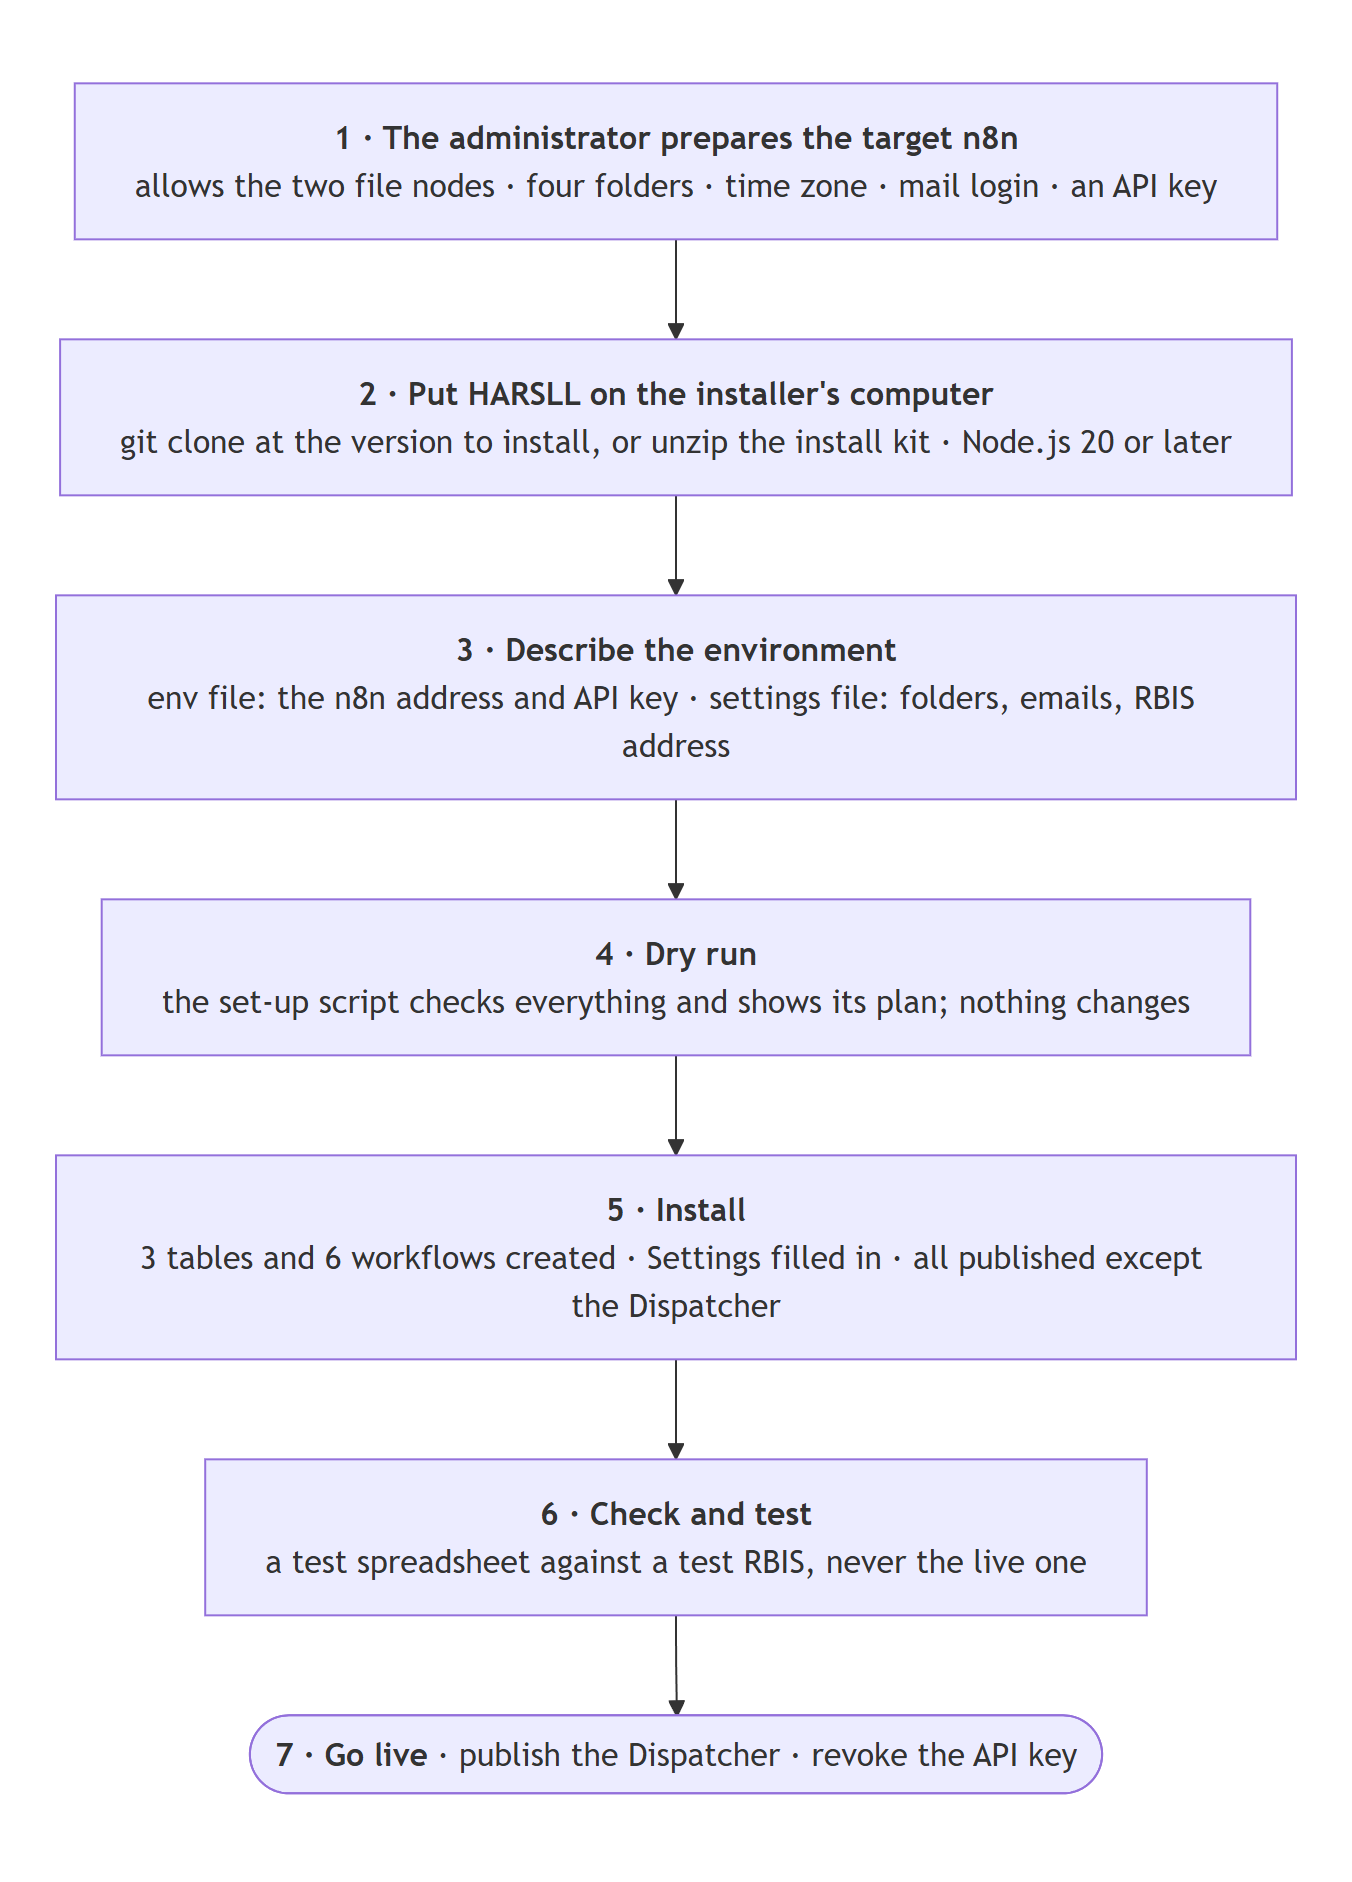 1 · The administrator prepares the target n8n
allows the two file nodes · four folders · time zone · mail login · an API key
2 · Put HARSLL on the installer's computer
git clone at the version to install, or unzip the install kit · Node.js 20 or later
3 · Describe the environment
env file: the n8n address and API key · settings file: folders, emails, RBIS
address
4 · Dry run
the set-up script checks everything and shows its plan; nothing changes
5 · Install
3 tables and 6 workflows created · Settings filled in · all published except
the Dispatcher
6 · Check and test
a test spreadsheet against a test RBIS, never the live one
7 · Go live · publish the Dispatcher · revoke the API key